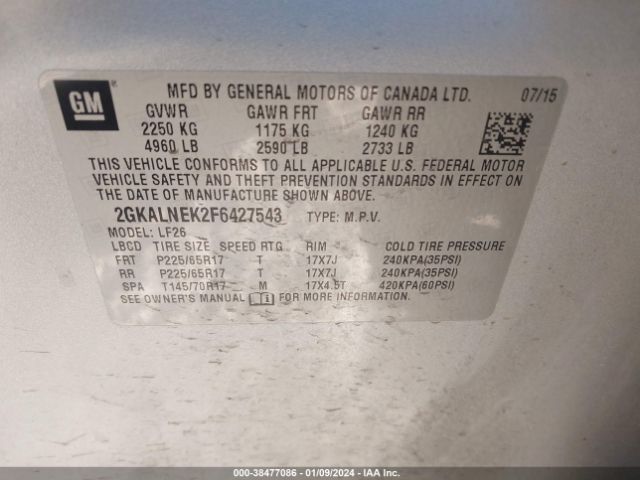 GM
MFD BY GENERAL MOTORS OF CANADA LTD. 07/15
GVWR GAWR FRT GAWR RR
2250 KG 1175 KG 1240 KG
4960 LB 2590 LB 2733 LB
THIS VEHICLE CONFORMS TO ALL APPLICABLE U.S. FEDERAL MOTOR
VEHICLE SAFETY AND THEFT PREVENTION STANDARDS IN EFFECT ON
THE DATE OF MANUFACTURE SHOWN ABOVE.
2GKALNEK2F6427543 TYPE: M.P.V.
MODEL: LF26
LBCD TIRE SIZE SPEED RTG RIM COLD TIRE PRESSURE
FRT P225/65R17 T 17X7J 240KPA(35PSI)
RR P225/65R17 T 17X7J 240KPA(35PSI)
SPA T145/70R17 M 17X4.5T 420KPA(60PSI)
SEE OWNER'S MANUAL FOR MORE INFORMATION.
000-38477086 - 01/09/2024 - IAA Inc.